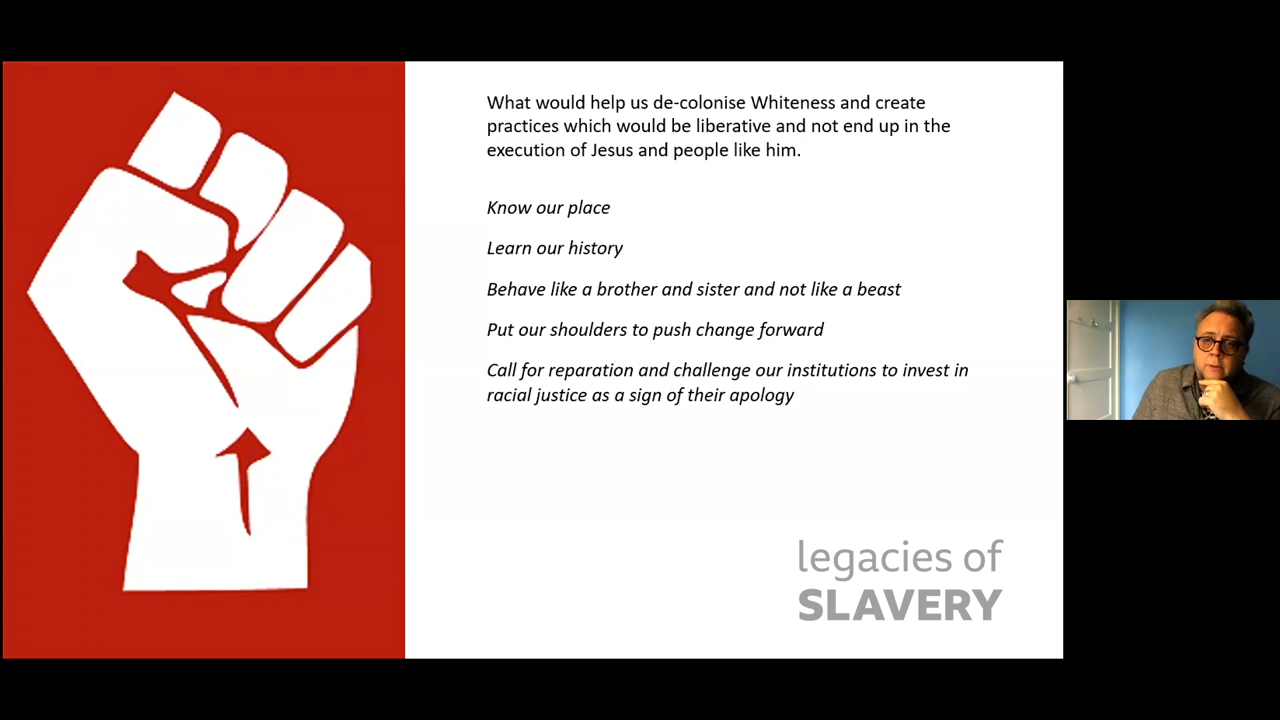 What would help us de-colonise Whiteness and create
practices which would be liberative and not end up in the
execution of Jesus and people like him.
Know our place
Learn our history
Behave like a brother and sister and not like a beast
Put our shoulders to push change forward
Call for reparation and challenge our institutions to invest in
racial justice as a sign of their apology
legacies of
SLAVERY